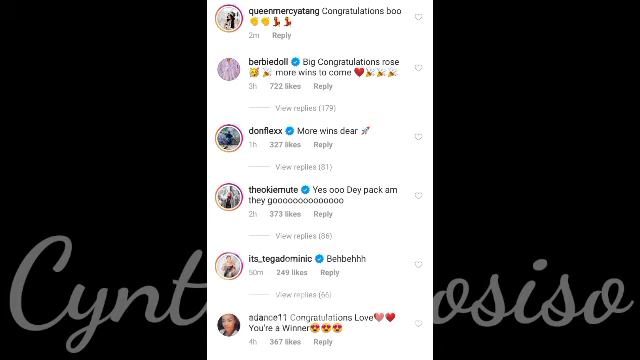 queenmercyatang Congratulations boo
👏👏💃💃
2m Reply
berbiedoll Big Congratulations rose
🥳🎉 more wins to come ❤️🎉🎉🎉
3h 722 likes Reply
View replies (179)
donflexx More wins dear 🚀
1h 327 likes Reply
View replies (81)
theokiemute Yes ooo Dey pack am
they gooooooooooooooo
2h 373 likes Reply
View replies (86)
its_tegadominic Behbehhh
50m 249 likes Reply
View replies (66)
adance11 Congratulations Love❤️❤️
You're a Winner😍😍😍
4h 367 likes Reply